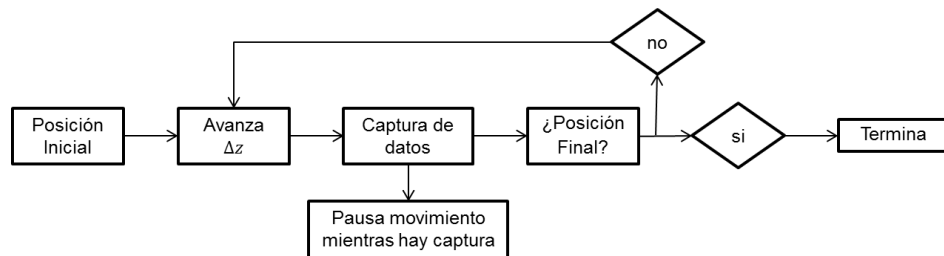 no
Posición
Inicial
Avanza
Δz
Captura de
datos
¿Posición
Final?
si
Termina
Pausa movimiento
mientras hay captura